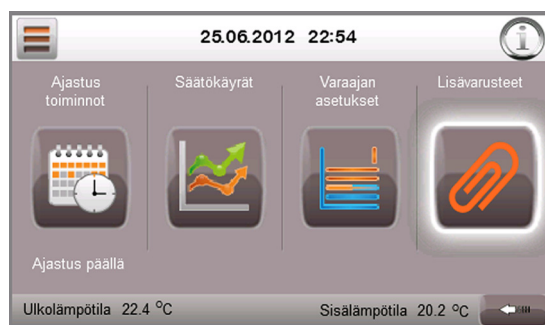 25.06.2012 22:54
Ajastus
toiminnot
Säätökäyrät
Varaajan
asetukset
Lisävarusteet
Ajastus päällä
Ulkolämpötila 22.4 °C
Sisälämpötila 20.2 °C